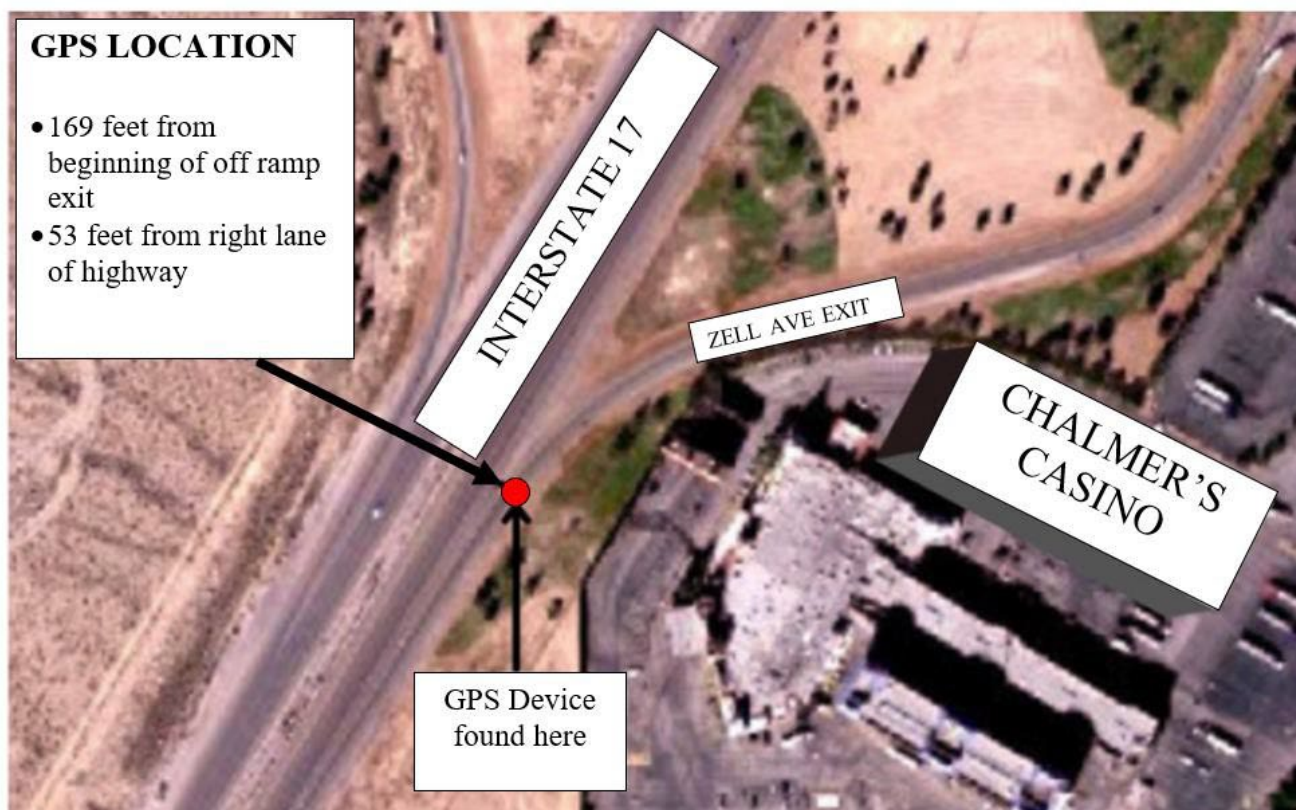 GPS LOCATION
• 169 feet from
beginning of off ramp
exit
• 53 feet from right lane
of highway
INTERSTATE 17
ZELL AVE EXIT
CHALMER’S
CASINO
GPS Device
found here